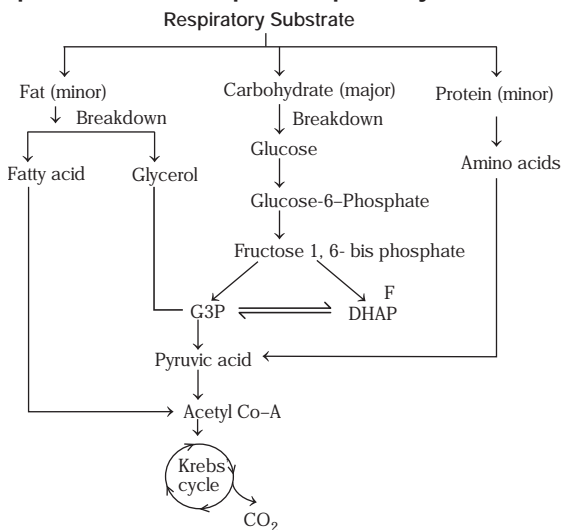 Respiratory Substrate
Fat (minor)
Carbohydrate (major)
Protein (minor)
Breakdown
Breakdown
Fatty acid
Glycerol
Glucose
Amino acids
Glucose-6–Phosphate
Fructose 1, 6- bis phosphate
F
G3P
DHAP
Pyruvic acid
Acetyl Co–A
Krebs'
cycle
CO₂